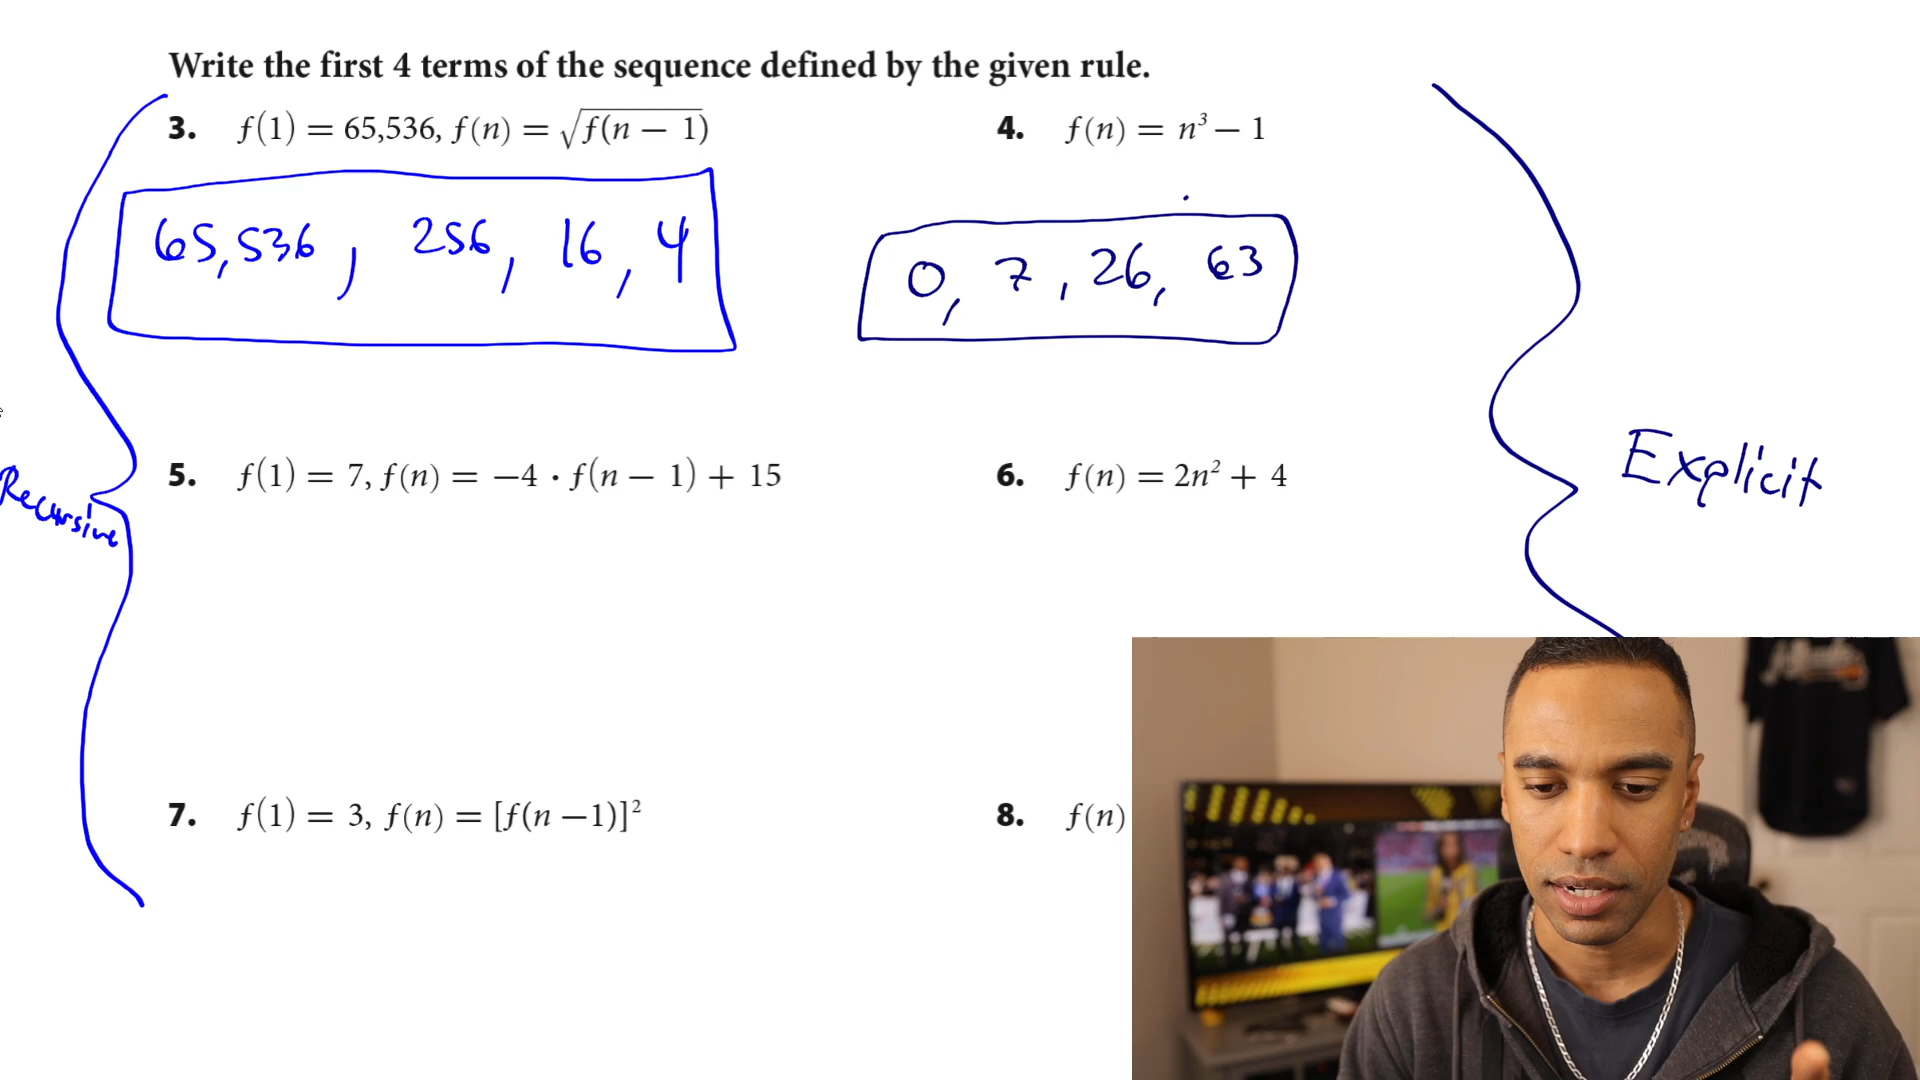 Write the first 4 terms of the sequence defined by the given rule.
3. f(1) = 65,536, f(n) = √f(n − 1)
4. f(n) = n³ − 1
65,536, 256, 16, 4
0, 7, 26, 63
Recursive
5. f(1) = 7, f(n) = −4 · f(n − 1) + 15
6. f(n) = 2n² + 4
Explicit
7. f(1) = 3, f(n) = [f(n −1)]²
8. f(n)